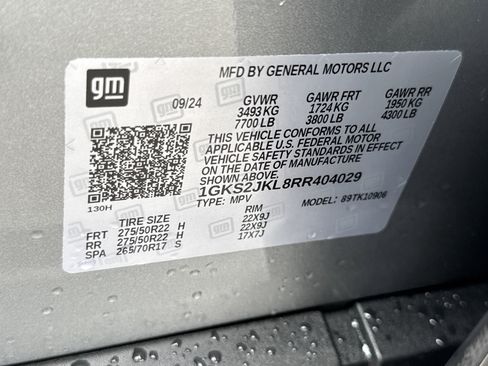 gm
MFD BY GENERAL MOTORS LLC
09/24 GVWR GAWR FRT GAWR RR
3493 KG 1724 KG 1950 KG
7700 LB 3800 LB 4300 LB
THIS VEHICLE CONFORMS TO ALL
APPLICABLE U.S. FEDERAL MOTOR
VEHICLE SAFETY STANDARDS IN EFFECT
ON THE DATE OF MANUFACTURE SHOWN ABOVE.
1GKS2JKL8RR404029
130H TYPE: MPV MODEL: 89TK10906
TIRE SIZE RIM
FRT 275/50R22 H 22X9J
RR 275/50R22 H 22X9J
SPA 265/70R17 S 17X7J